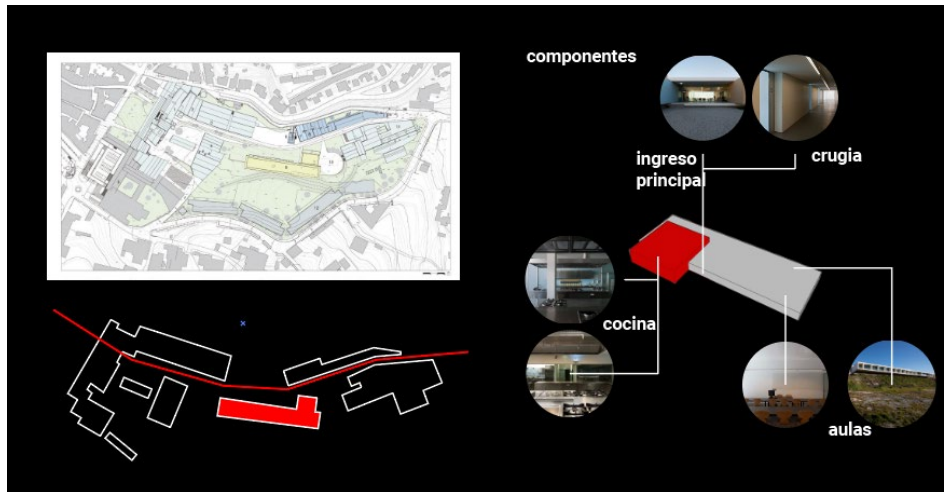 componentes
ingreso
principal
crugia
cocina
aulas